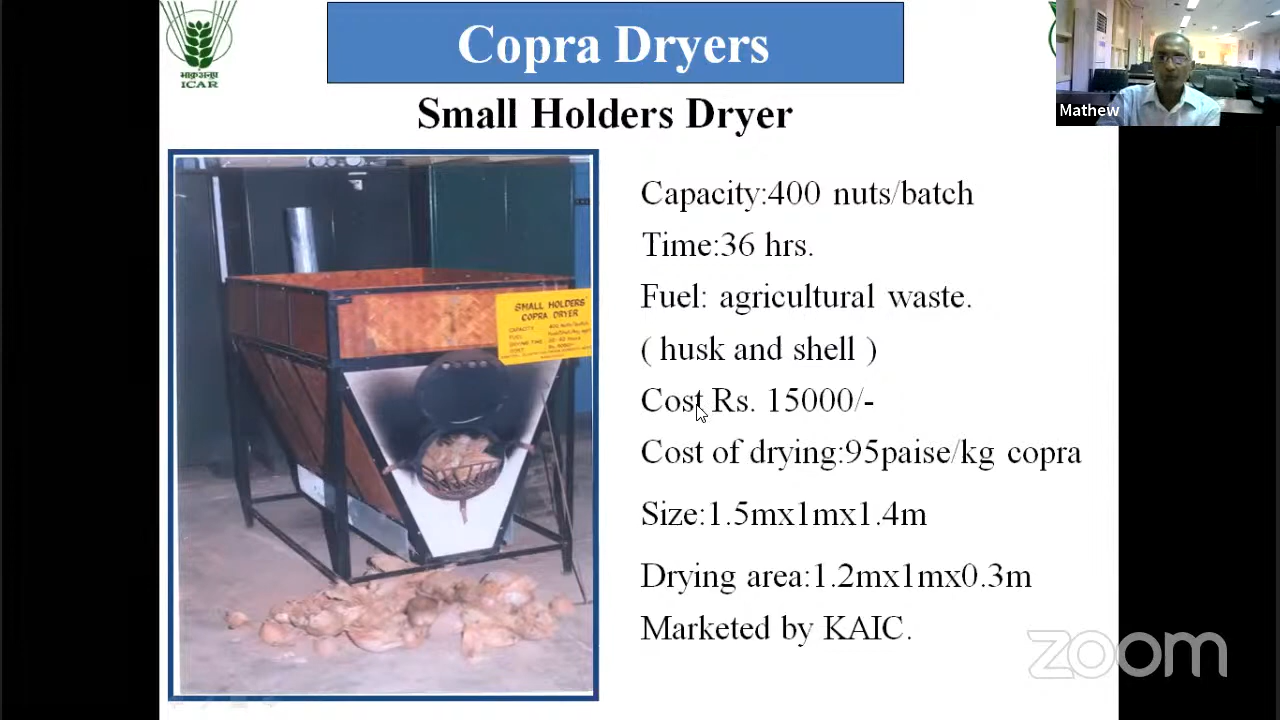 Copra Dryers
ICAR
Small Holders Dryer
Mathew
Capacity:400 nuts/batch
Time:36 hrs.
Fuel: agricultural waste.
( husk and shell )
Cost Rs. 15000/-
Cost of drying:95paise/kg copra
Size:1.5mx1mx1.4m
Drying area:1.2mx1mx0.3m
Marketed by KAIC.
SMALL HOLDERS'
COPRA DRYER
CAPACITY
FUEL
DRYING TIME
COST
zoom